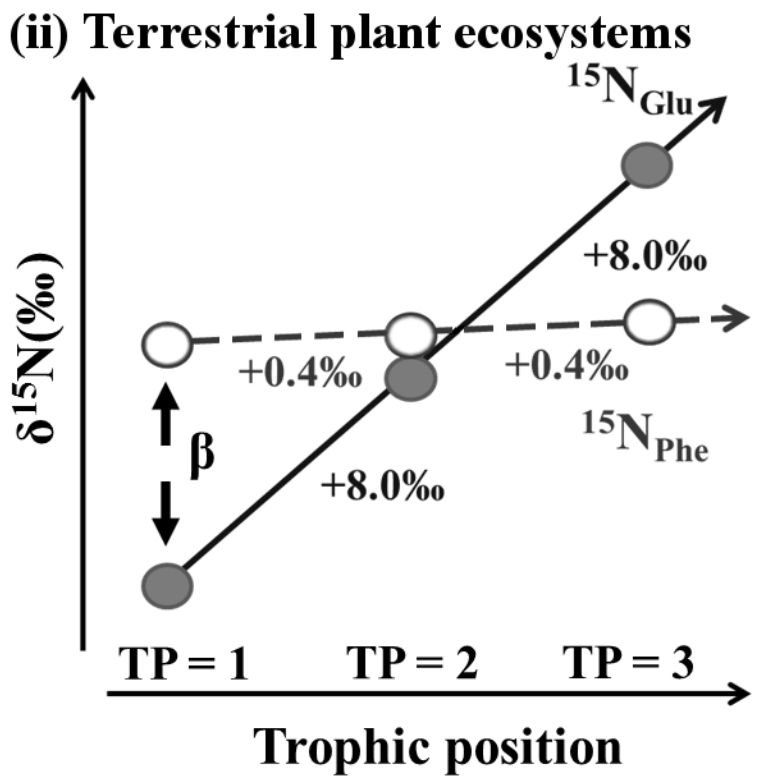 (ii) Terrestrial plant ecosystems
¹⁵N_Glu
+8.0‰
+0.4‰
+0.4‰
¹⁵N_Phe
β
+8.0‰
δ¹⁵N(‰)
TP = 1
TP = 2
TP = 3
Trophic position